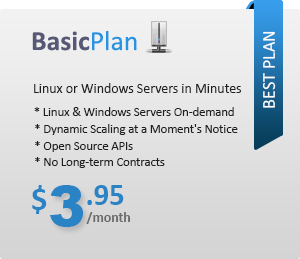 BasicPlan
BEST PLAN
Linux or Windows Servers in Minutes
* Linux & Windows Servers On-demand
* Dynamic Scaling at a Moment's Notice
* Open Source APIs
* No Long-term Contracts
$3.95
/month